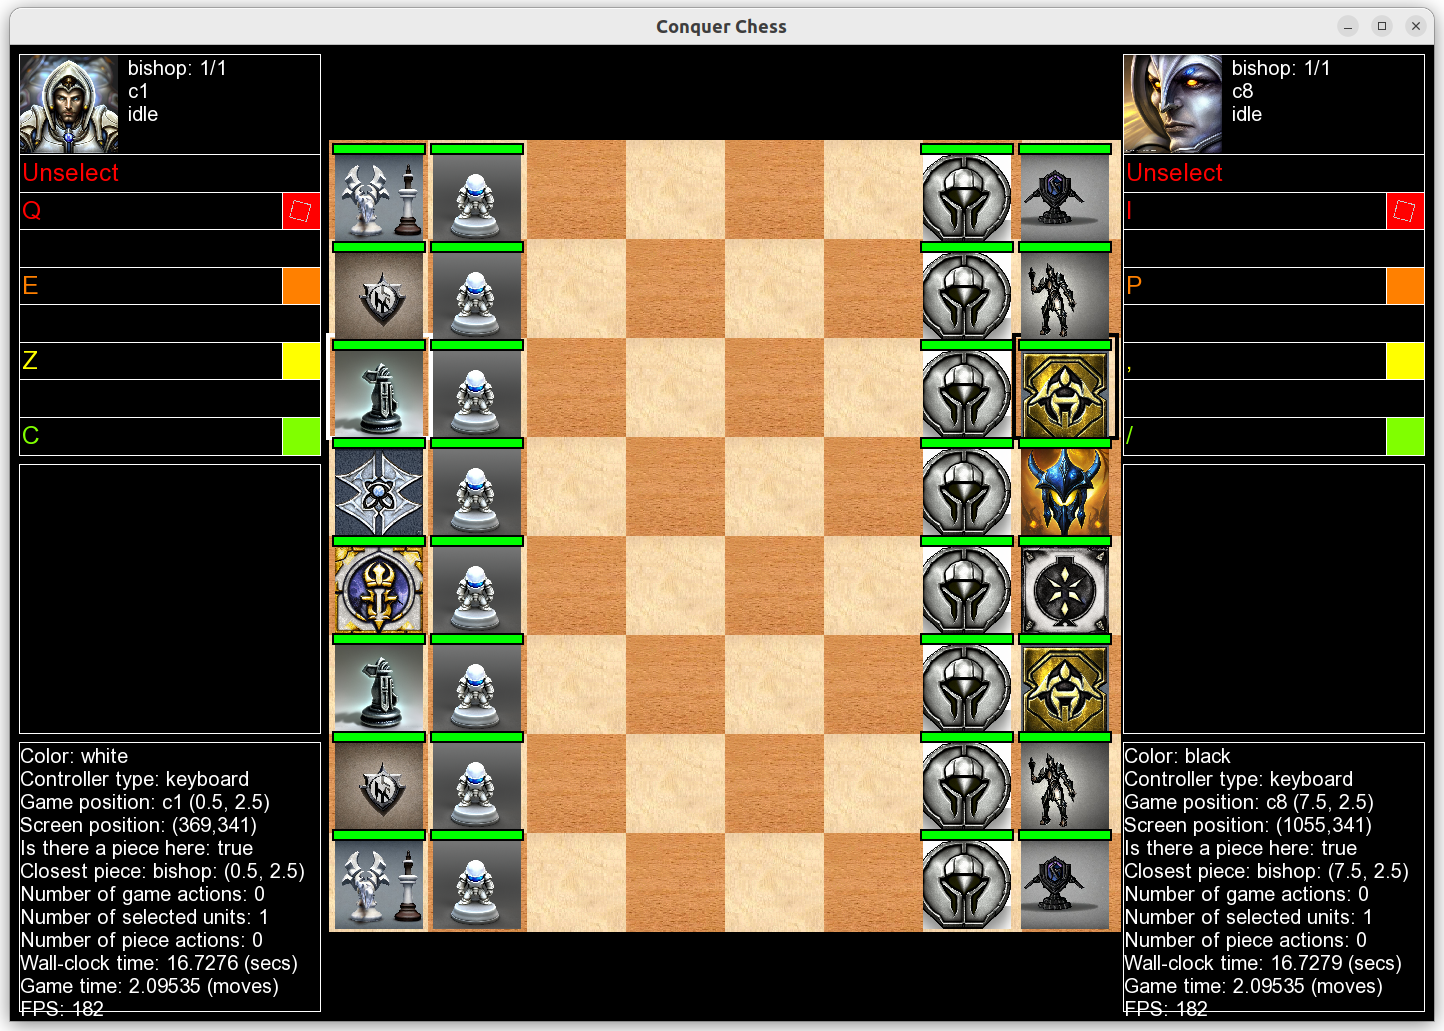 Conquer Chess
bishop: 1/1
c1
idle
Unselect
Q
E
Z
C
Color: white
Controller type: keyboard
Game position: c1 (0.5, 2.5)
Screen position: (369,341)
Is there a piece here: true
Closest piece: bishop: (0.5, 2.5)
Number of game actions: 0
Number of selected units: 1
Number of piece actions: 0
Wall-clock time: 16.7276 (secs)
Game time: 2.09535 (moves)
FPS: 182
bishop: 1/1
c8
idle
Unselect
I
P
,
/
Color: black
Controller type: keyboard
Game position: c8 (7.5, 2.5)
Screen position: (1055,341)
Is there a piece here: true
Closest piece: bishop: (7.5, 2.5)
Number of game actions: 0
Number of selected units: 1
Number of piece actions: 0
Wall-clock time: 16.7279 (secs)
Game time: 2.09535 (moves)
FPS: 182